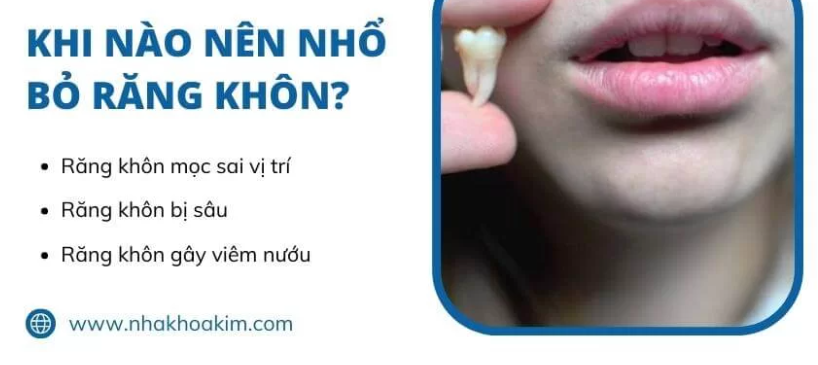 KHI NÀO NÊN NHỔ
BỎ RĂNG KHÔN?
• Răng khôn mọc sai vị trí
• Răng khôn bị sâu
• Răng khôn gây viêm nướu
www.nhakhoakim.com